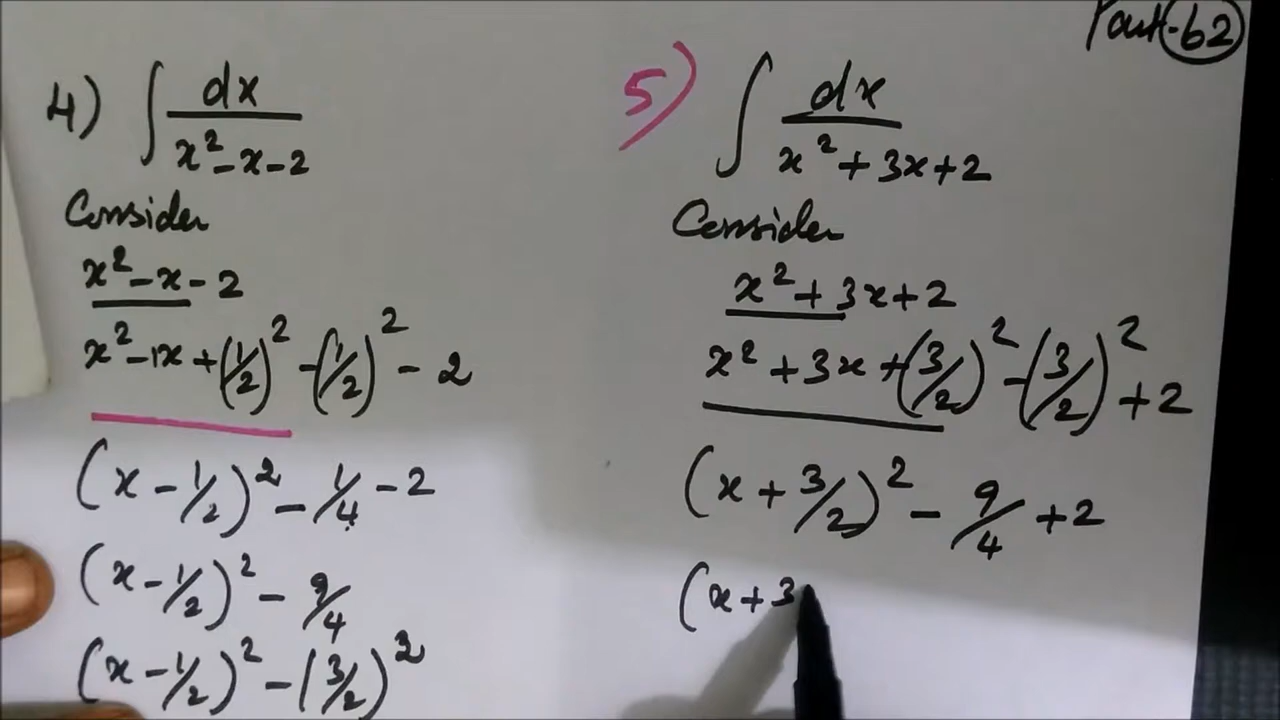 Part-62
4) ∫ dx
x² - x - 2
Consider
x² - x - 2
x² - 1x + (1/2)² - (1/2)² - 2
(x - 1/2)² - 1/4 - 2
(x - 1/2)² - 9/4
(x - 1/2)² - (3/2)²
5) ∫ dx
x² + 3x + 2
Consider
x² + 3x + 2
x² + 3x + (3/2)² - (3/2)² + 2
(x + 3/2)² - 9/4 + 2
(x + 3